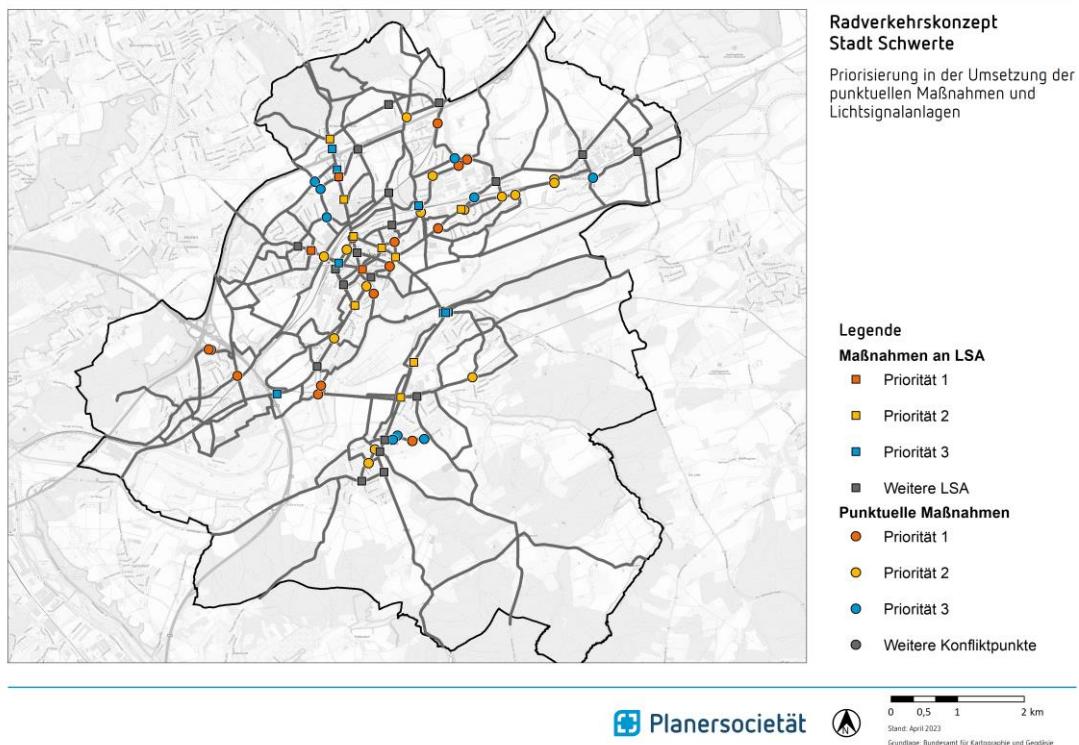 Radverkehrskonzept
Stadt Schwerte
Priorisierung in der Umsetzung der
punktuellen Maßnahmen und
Lichtsignalanlagen
Legende
Maßnahmen an LSA
Priorität 1
Priorität 2
Priorität 3
Weitere LSA
Punktuelle Maßnahmen
Priorität 1
Priorität 2
Priorität 3
Weitere Konfliktpunkte
Planersocietät
N
0 0,5 1 2 km
Stand: April 2023
Grundlage: Bundesamt für Kartographie und Geodäsie